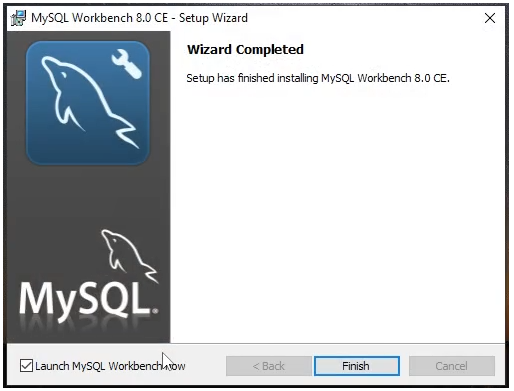 MySQL Workbench 8.0 CE - Setup Wizard
Wizard Completed
Setup has finished installing MySQL Workbench 8.0 CE.
MySQL.
Launch MySQL Workbench now
< Back
Finish
Cancel